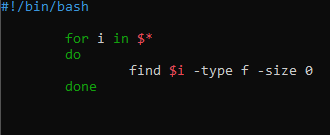 #!/bin/bash
for i in $*
do
find $i -type f -size 0
done